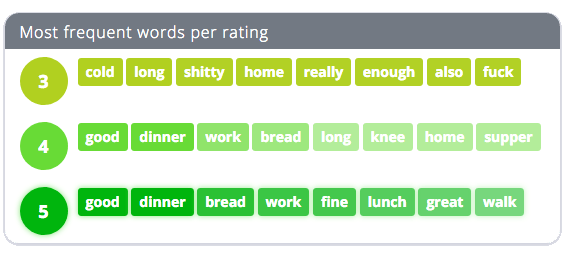 Most frequent words per rating
3 cold long shitty home really enough also fuck
4 good dinner work bread long knee home supper
5 good dinner bread work fine lunch great walk